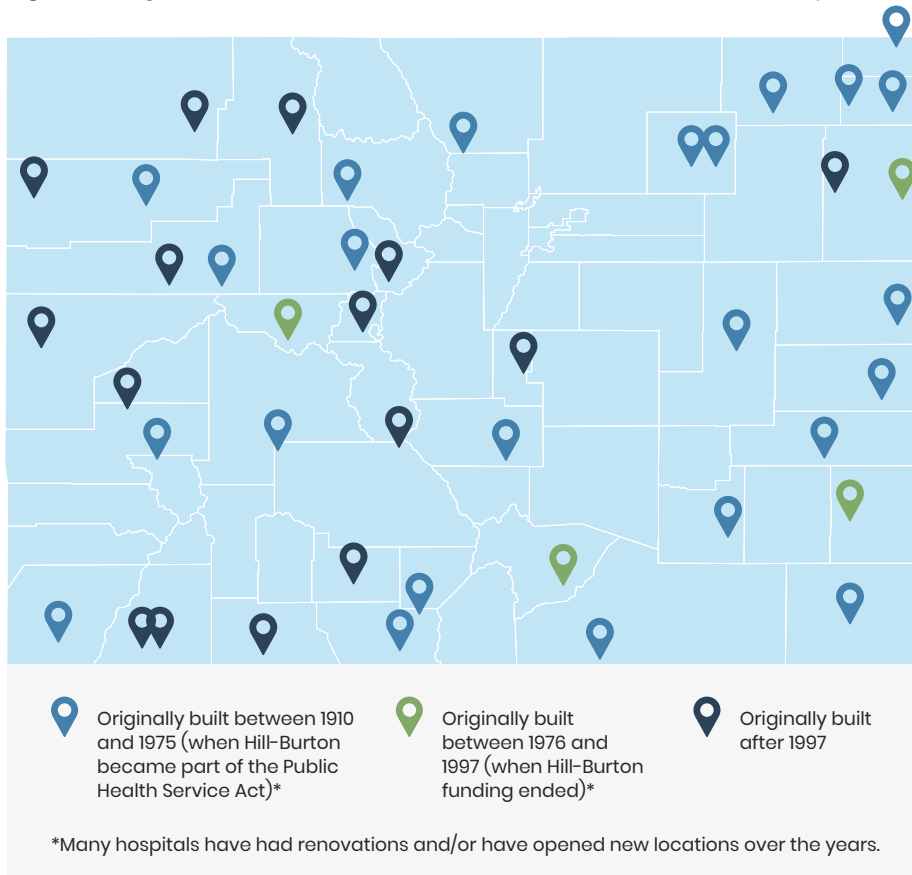 Originally built between 1910
and 1975 (when Hill-Burton
became part of the Public
Health Service Act)*
Originally built
between 1976 and
1997 (when Hill-Burton
funding ended)*
Originally built
after 1997
*Many hospitals have had renovations and/or have opened new locations over the years.